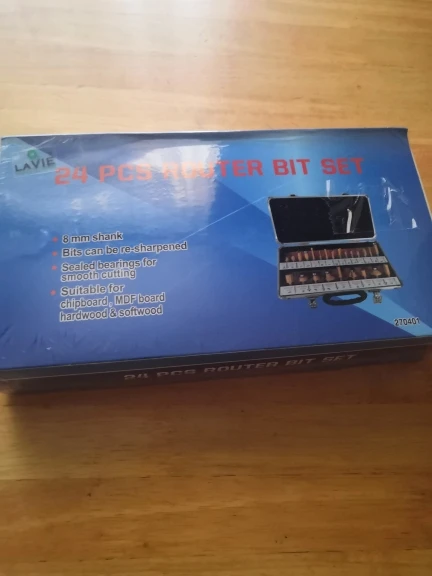 LAVIE
24 PCS ROUTER BIT SET
8 mm shank
Bits can be re-sharpened
Sealed bearings for
smooth cutting
Suitable for
chipboard, MDF board
hardwood & softwood
270401
24 PCS ROUTER BIT SET